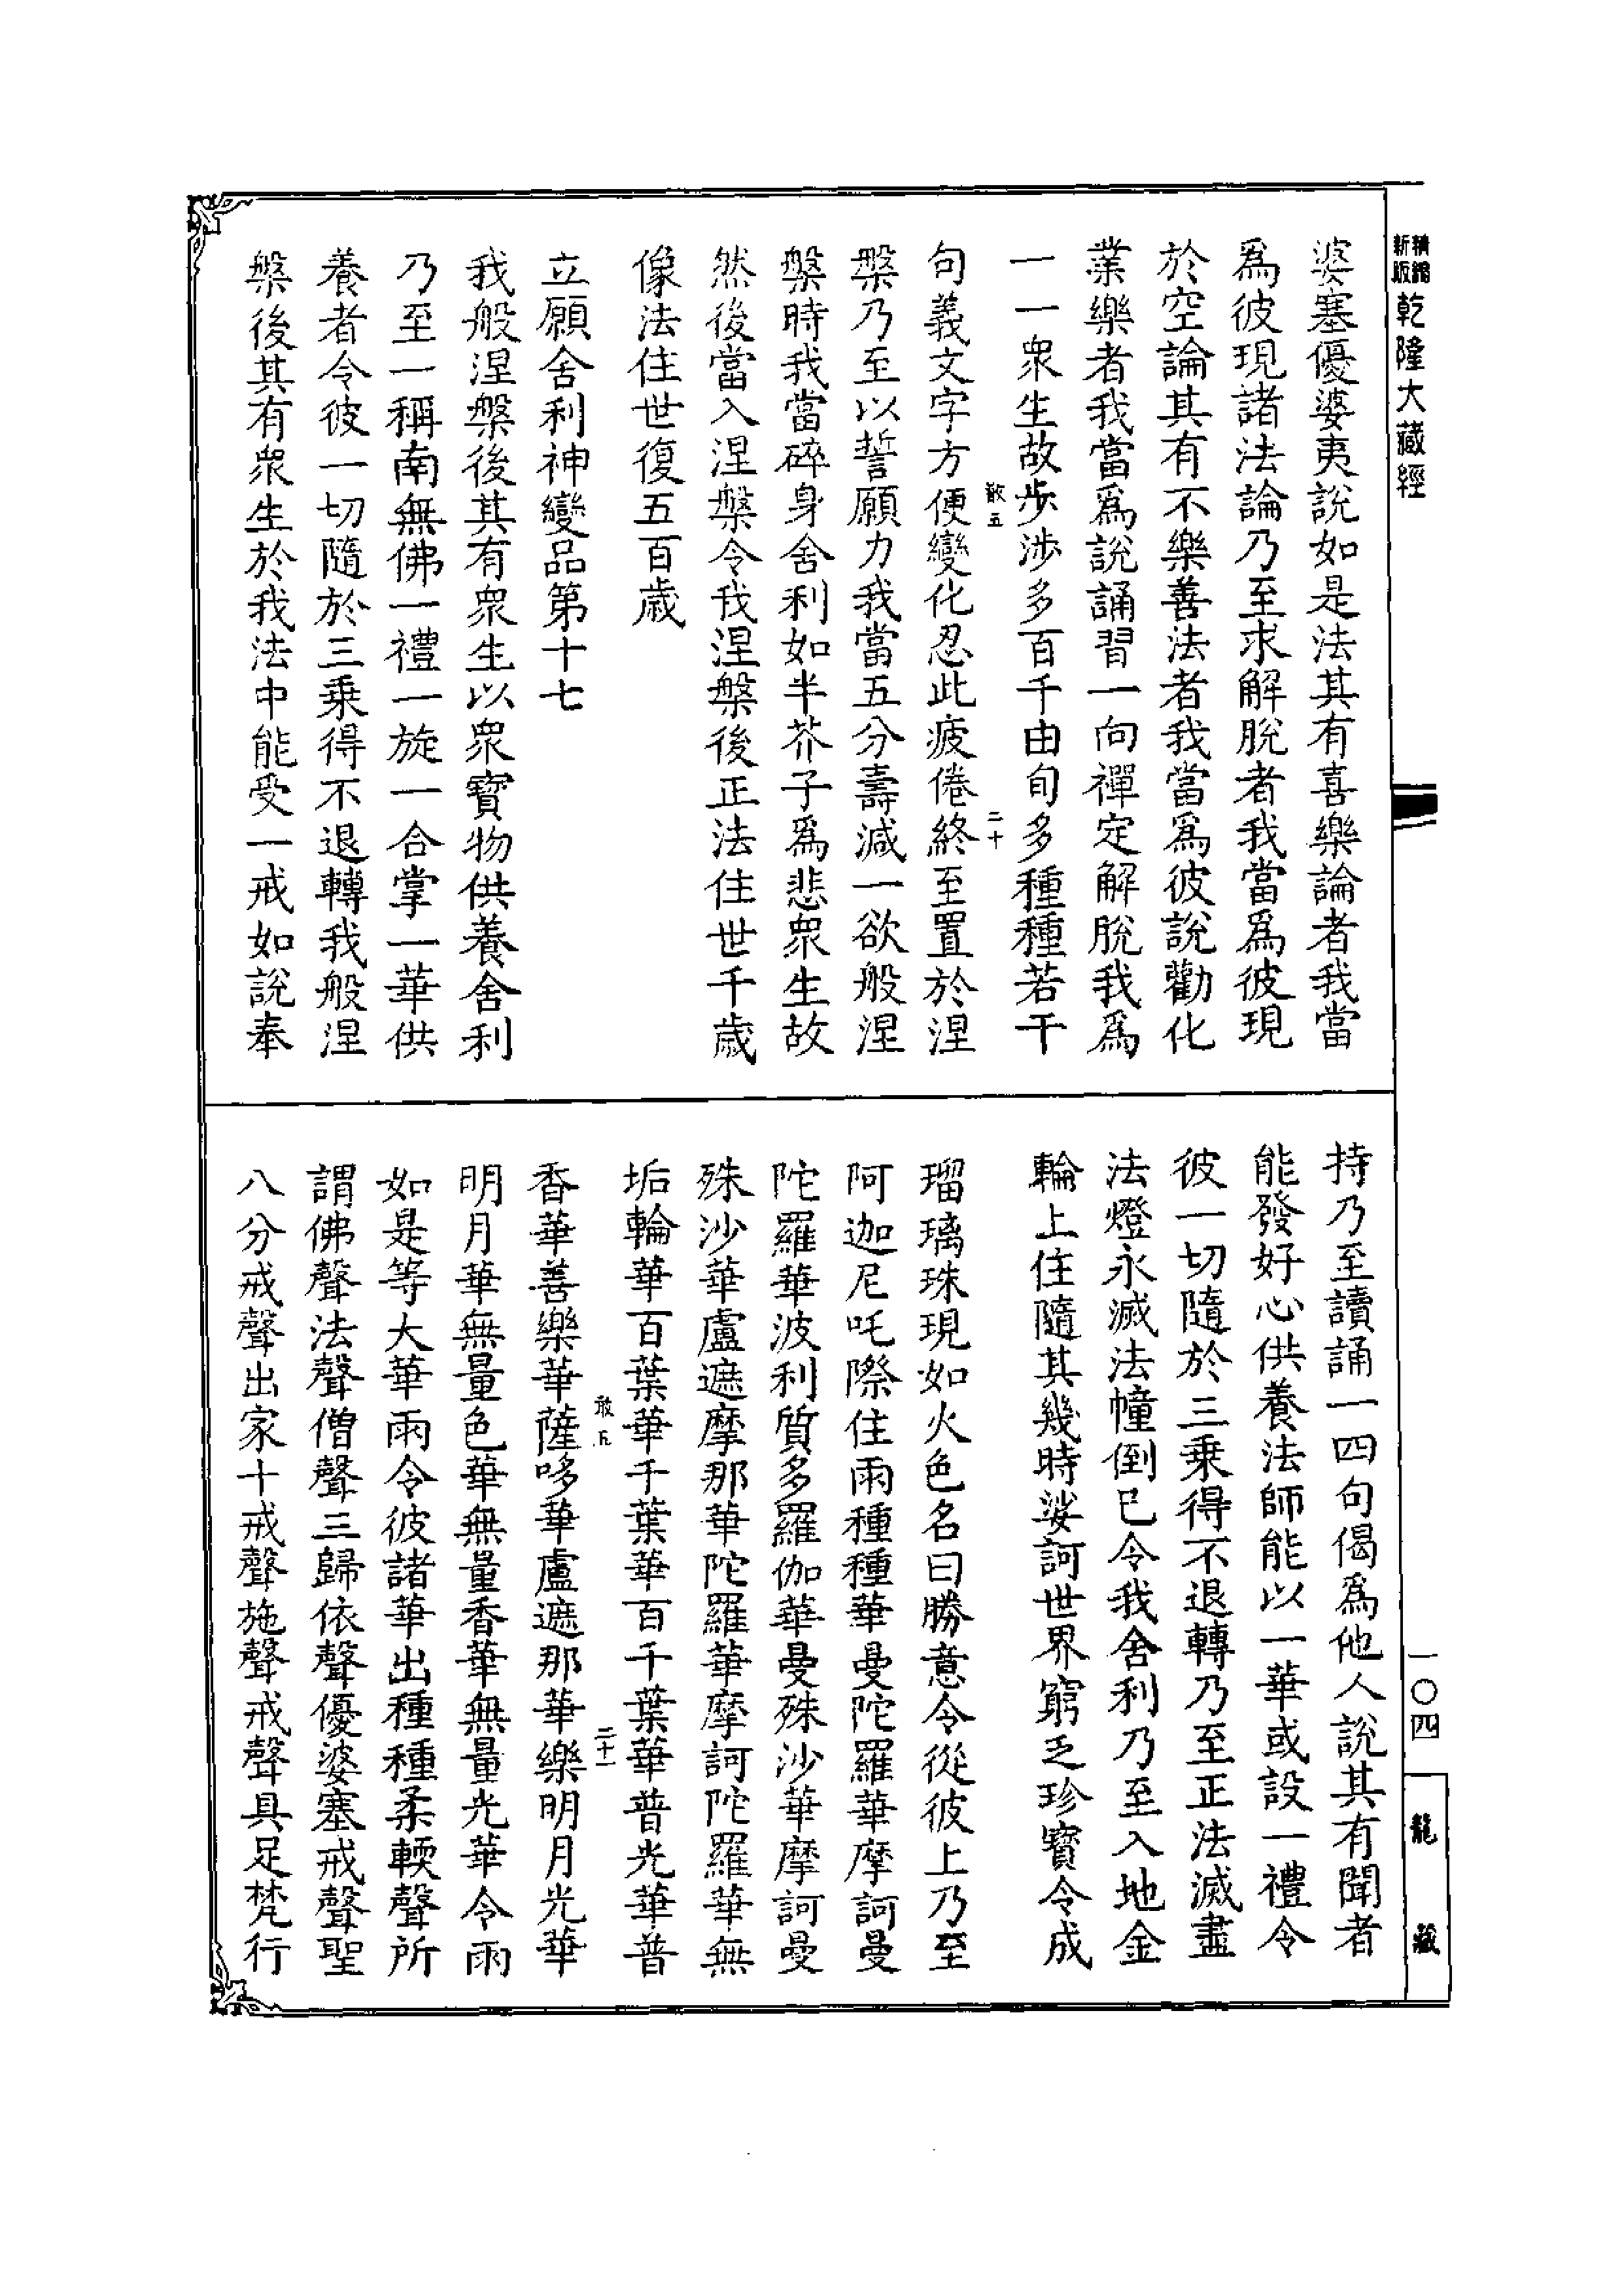 精編
新版
乾隆大藏經
婆塞優婆夷說如是法其有喜樂論者我當
爲彼現諸法論乃至求解脫者我當爲彼現
於空論其有不樂善法者我當爲彼說勸化
業樂者我當爲說誦習一向禪定解脫我爲
一一衆生故步涉多百千由旬多種種若干
敢五
二十
句義文字方便變化忍此疲倦終至置於涅
槃乃至以誓願力我當五分壽減一欲般涅
槃時我當碎身舍利如半芥子爲悲衆生故
然後當入涅槃令我涅槃後正法住世千歲
像法住世復五百歲
立願舍利神變品第十七
我般涅槃後其有衆生以衆寶物供養舍利
乃至一稱南無佛一禮一旋一合掌一華供
養者令彼一切隨於三乘得不退轉我般涅
槃後其有衆生於我法中能受一戒如說奉
持乃至讀誦一四句偈爲他人說其有聞者
能發好心供養法師能以一華或設一禮令
彼一切隨於三乘得不退轉乃至正法滅盡
法燈永滅法幢倒已令我舍利乃至入地金
輪上住隨其幾時娑訶世界窮乏珍寶令成
瑠璃珠現如火色名曰勝意令從彼上乃至
阿迦尼吒際住雨種種華曼陀羅華摩訶曼
陀羅華波利質多羅伽華曼殊沙華摩訶曼
殊沙華盧遮摩那華陀羅華摩訶陀羅華無
垢輪華百葉華千葉華百千葉華普光華普
敢五
二十一
香華善樂華薩哆華盧遮那華樂明月光華
明月華無量色華無量香華無量光華令雨
如是等大華雨令彼諸華出種種柔輭聲所
謂佛聲法聲僧聲三歸依聲優婆塞戒聲聖
八分戒聲出家十戒聲施聲戒聲具足梵行
一〇四
龍藏